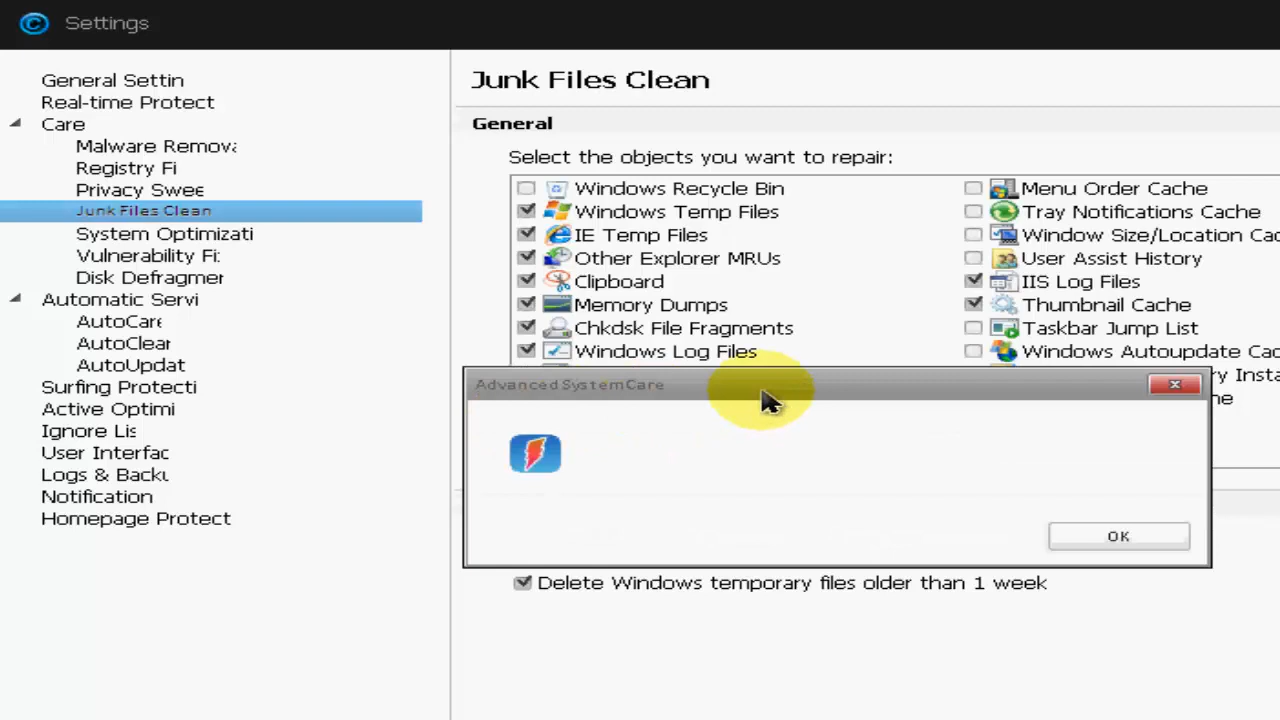 Settings
General Settin
Real-time Protect
Care
Malware Remova
Registry Fi
Privacy Swee
Junk Files Clean
System Optimizati
Vulnerability Fi
Disk Defragmer
Automatic Servi
AutoCare
AutoClear
AutoUpdat
Surfing Protecti
Active Optimi
Ignore Lis
User Interfac
Logs & Backu
Notification
Homepage Protect
Junk Files Clean
General
Select the objects you want to repair:
Windows Recycle Bin Menu Order Cache
Windows Temp Files Tray Notifications Cache
IE Temp Files Window Size/Location Cac
Other Explorer MRUs User Assist History
Clipboard IIS Log Files
Memory Dumps Thumbnail Cache
Chkdsk File Fragments Taskbar Jump List
Windows Log Files Windows Autoupdate Cac
ry Insta
he
Advanced SystemCare
OK
Delete Windows temporary files older than 1 week